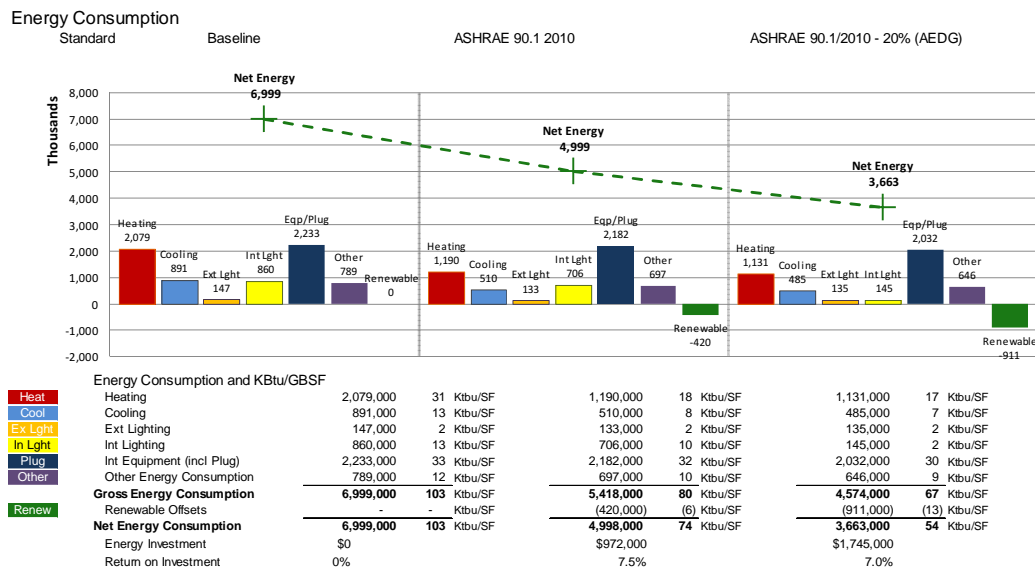 Energy Consumption
Standard Baseline ASHRAE 90.1 2010 ASHRAE 90.1/2010 - 20% (AEDG)
Thousands
8,000
7,000
6,000
5,000
4,000
3,000
2,000
1,000
0
-1,000
-2,000
Net Energy
6,999
Heating
2,079
Cooling
891
Ext Lght
147
Int Lght
860
Eqp/Plug
2,233
Other
789
Renewable
0
Net Energy
4,999
Heating
1,190
Cooling
510
Ext Lght
133
Int Lght
706
Eqp/Plug
2,182
Other
697
Renewable
-420
Net Energy
3,663
Heating
1,131
Cooling
485
Ext Lght
135
Int Lght
145
Eqp/Plug
2,032
Other
646
Renewable
-911
Energy Consumption and KBtu/GBSF
Heat Heating 2,079,000 31 Ktbu/SF 1,190,000 18 Ktbu/SF 1,131,000 17 Ktbu/SF
Cool Cooling 891,000 13 Ktbu/SF 510,000 8 Ktbu/SF 485,000 7 Ktbu/SF
Ex Lght Ext Lighting 147,000 2 Ktbu/SF 133,000 2 Ktbu/SF 135,000 2 Ktbu/SF
In Lght Int Lighting 860,000 13 Ktbu/SF 706,000 10 Ktbu/SF 145,000 2 Ktbu/SF
Plug Int Equipment (incl Plug) 2,233,000 33 Ktbu/SF 2,182,000 32 Ktbu/SF 2,032,000 30 Ktbu/SF
Other Other Energy Consumption 789,000 12 Ktbu/SF 697,000 10 Ktbu/SF 646,000 9 Ktbu/SF
Gross Energy Consumption 6,999,000 103 Ktbu/SF 5,418,000 80 Ktbu/SF 4,574,000 67 Ktbu/SF
Renew Renewable Offsets - - Ktbu/SF (420,000) (6) Ktbu/SF (911,000) (13) Ktbu/SF
Net Energy Consumption 6,999,000 103 Ktbu/SF 4,998,000 74 Ktbu/SF 3,663,000 54 Ktbu/SF
Energy Investment $0 $972,000 $1,745,000
Return on Investment 0% 7.5% 7.0%